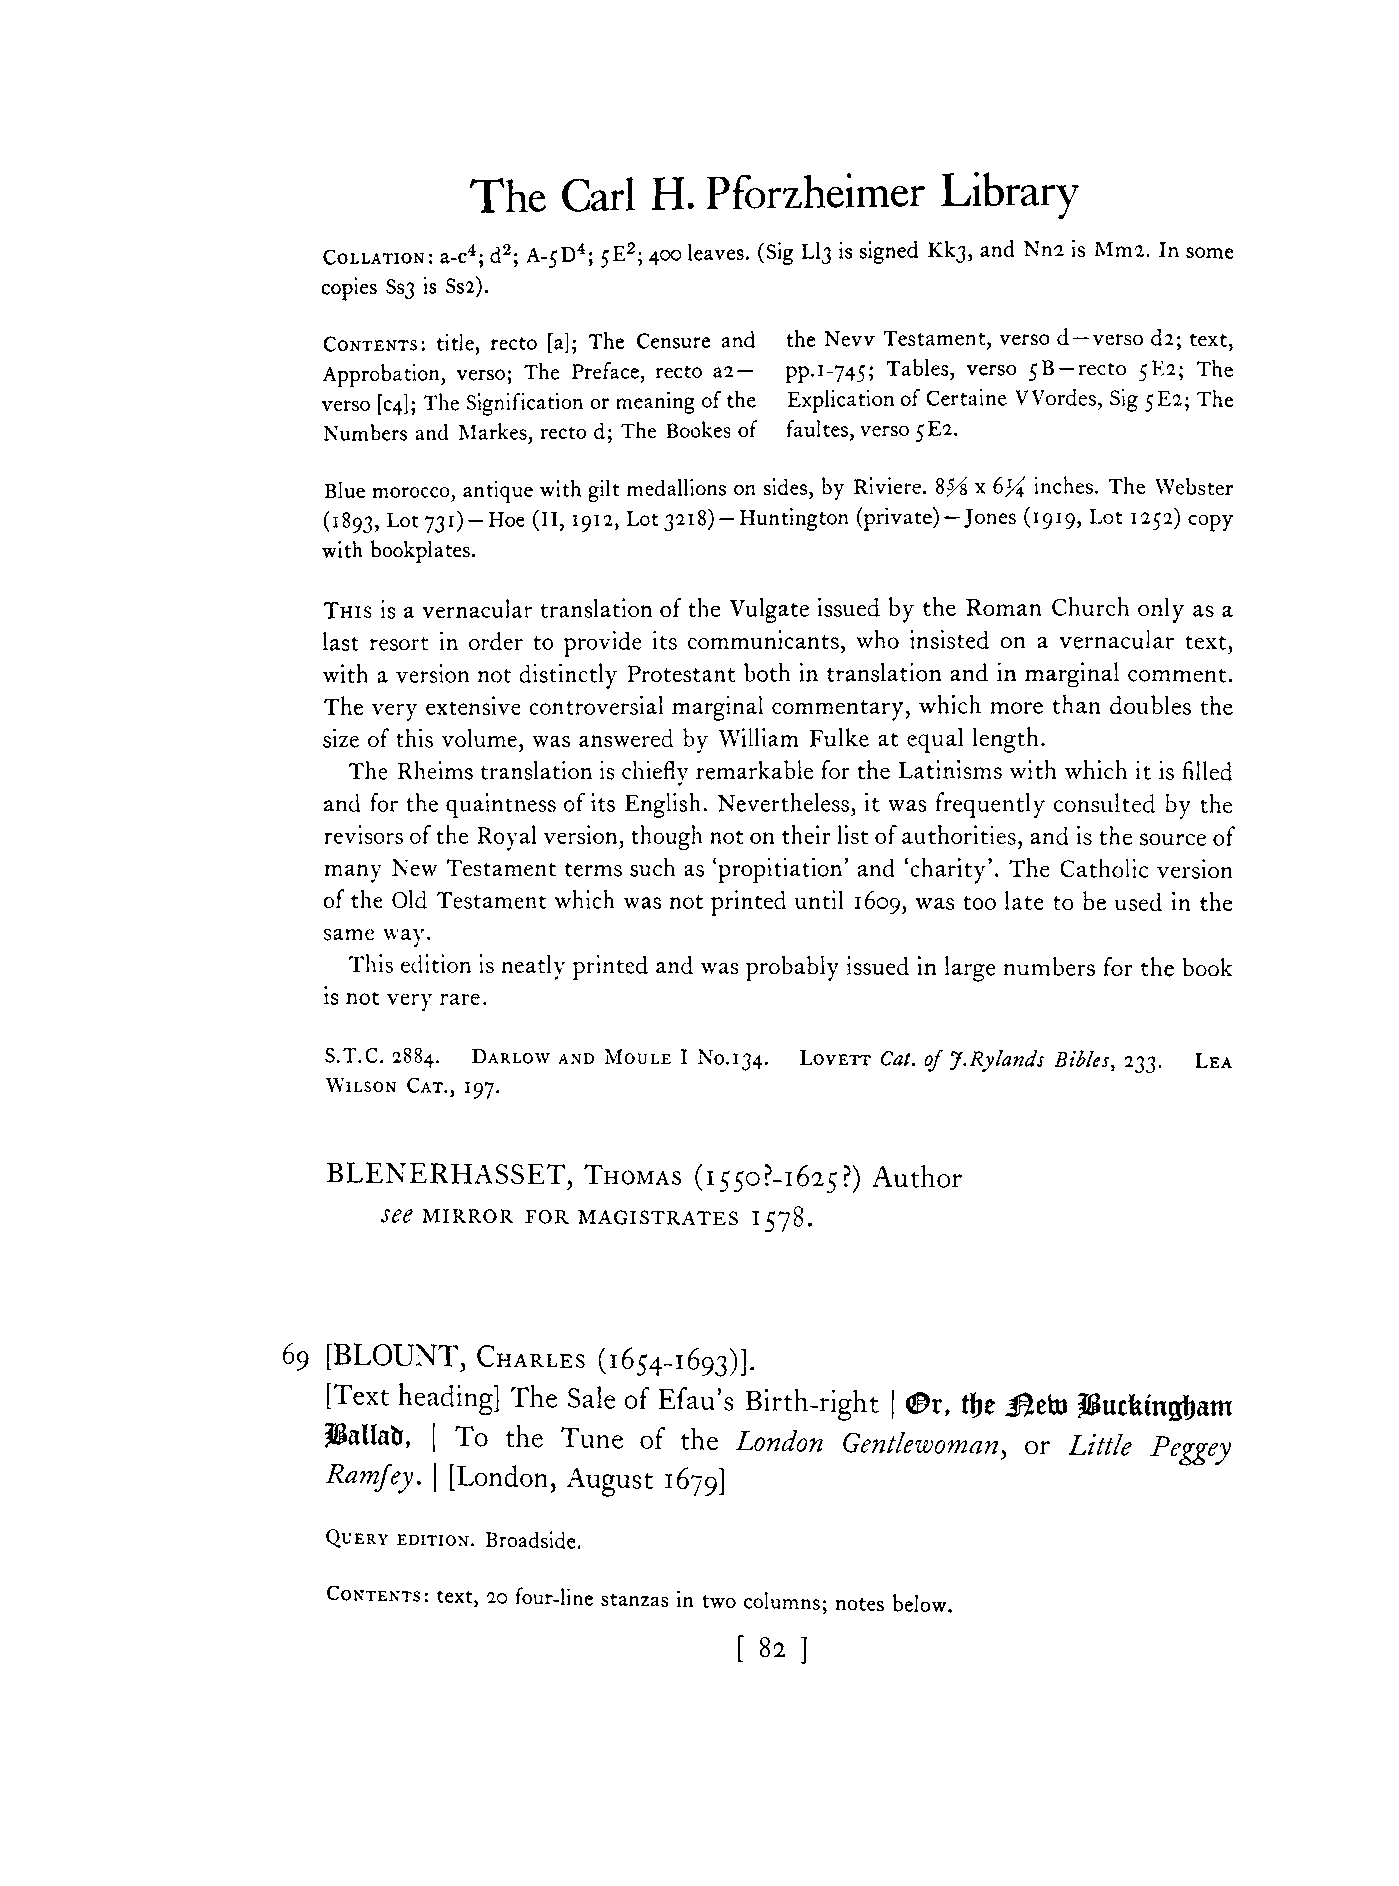 The Carl H. Pforzheimer Library
COLLATION: a-c⁴; d²; A-5D⁴; 5E²; 400 leaves. (Sig Ll3 is signed Kk3, and Nn2 is Mm2. In some
copies Ss3 is Ss2).
CONTENTS: title, recto [a]; The Censure and
Approbation, verso; The Preface, recto a2—
verso [c4]; The Signification or meaning of the
Numbers and Markes, recto d; The Bookes of
the Nevv Testament, verso d—verso d2; text,
pp.1-745; Tables, verso 5B—recto 5E2; The
Explication of Certaine VVordes, Sig 5E2; The
faultes, verso 5E2.
Blue morocco, antique with gilt medallions on sides, by Riviere. 8⅝ x 6¼ inches. The Webster
(1893, Lot 731)—Hoe (II, 1912, Lot 3218)—Huntington (private)—Jones (1919, Lot 1252) copy
with bookplates.
THIS is a vernacular translation of the Vulgate issued by the Roman Church only as a
last resort in order to provide its communicants, who insisted on a vernacular text,
with a version not distinctly Protestant both in translation and in marginal comment.
The very extensive controversial marginal commentary, which more than doubles the
size of this volume, was answered by William Fulke at equal length.
The Rheims translation is chiefly remarkable for the Latinisms with which it is filled
and for the quaintness of its English. Nevertheless, it was frequently consulted by the
revisors of the Royal version, though not on their list of authorities, and is the source of
many New Testament terms such as ‘propitiation’ and ‘charity’. The Catholic version
of the Old Testament which was not printed until 1609, was too late to be used in the
same way.
This edition is neatly printed and was probably issued in large numbers for the book
is not very rare.
S.T.C. 2884. DARLOW AND MOULE I NO.134. LOVETT Cat. of J.Rylands Bibles, 233. LEA
WILSON CAT., 197.
BLENERHASSET, THOMAS (1550?-1625?) Author
see MIRROR FOR MAGISTRATES 1578.
69 [BLOUNT, CHARLES (1654-1693)].
[Text heading] The Sale of Efau's Birth-right | Or, the New Buckingham
Ballad, | To the Tune of the London Gentlewoman, or Little Peggey
Ramſey. | [London, August 1679]
QUERY EDITION. Broadside.
CONTENTS: text, 20 four-line stanzas in two columns; notes below.
[ 82 ]